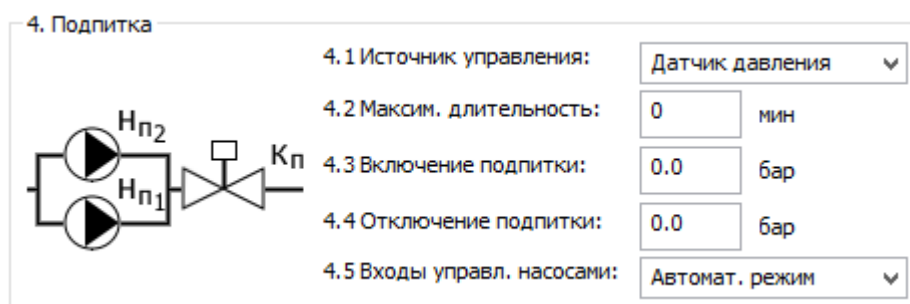 4. Подпитка
4.1 Источник управления: Датчик давления
4.2 Максим. длительность: 0 мин
Нп2
4.3 Включение подпитки: 0.0 бар
Кп
Нп1
4.4 Отключение подпитки: 0.0 бар
4.5 Входы управл. насосами: Автомат. режим